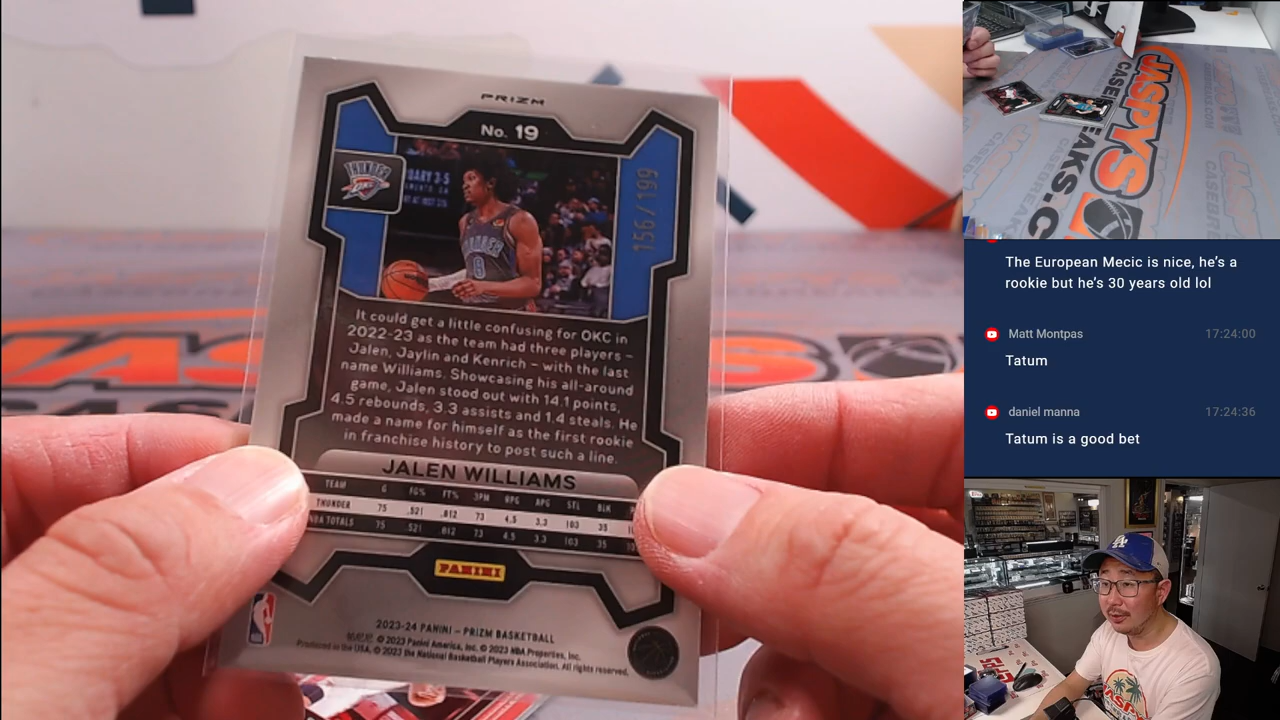 PRIZM
No. 19
THUNDER
OKC
156/199
It could get a little confusing for OKC in
2022-23 as the team had three players –
Jalen, Jaylin and Kenrich – with the last
name Williams. Showcasing his all-around
game, Jalen stood out with 14.1 points,
4.5 rebounds, 3.3 assists and 1.4 steals. He
made a name for himself as the first rookie
in franchise history to post such a line.
JALEN WILLIAMS
TEAM G FG% FT% 3PM RPG APG STL BLK
THUNDER 75 .521 .812 73 4.5 3.3 103 35
NBA TOTALS 75 .521 .812 73 4.5 3.3 103 35
PANINI
2023-24 PANINI – PRIZM BASKETBALL
© 2023 Panini America, Inc. © 2023 NBA Properties, Inc.
Produced in the USA. © 2023 the National Basketball Players Association. All rights reserved.
JASPYS
CASEBREAKS.C
The European Mecic is nice, he's a
rookie but he's 30 years old lol
Matt Montpas 17:24:00
Tatum
daniel manna 17:24:36
Tatum is a good bet